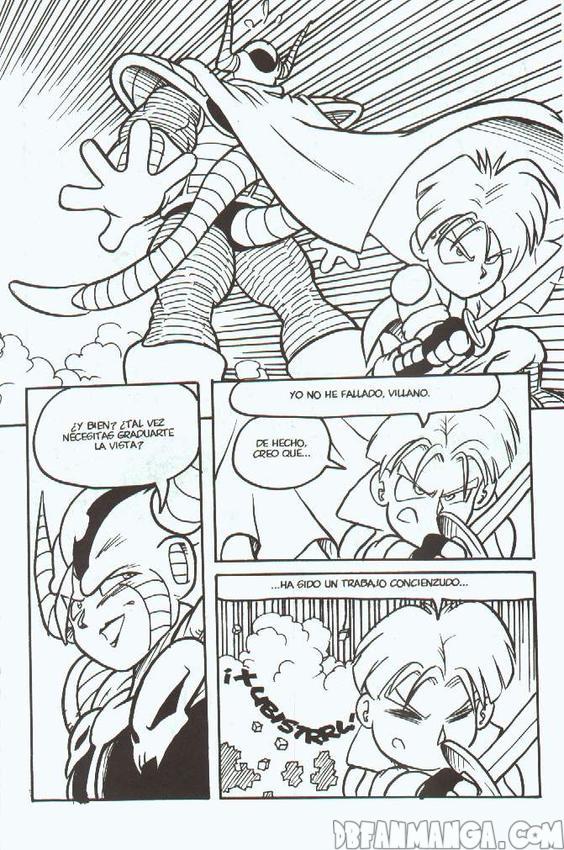 ¿Y BIEN? ¿TAL VEZ
NECESITAS GRADUARTE
LA VISTA?
YO NO HE FALLADO, VILLANO.
DE HECHO,
CREO QUE...
...HA SIDO UN TRABAJO CONCIENZUDO...
DBFANMANGA.COM